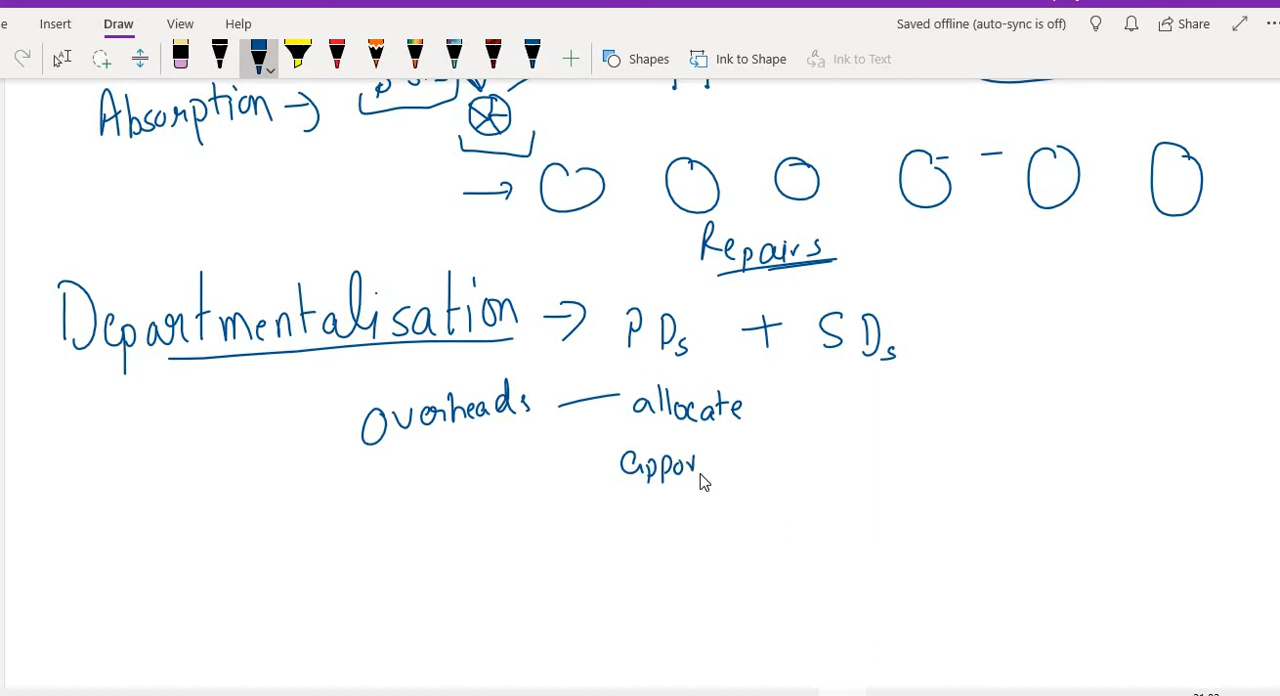 Insert Draw View Help Saved offline (auto-sync is off) Share
Shapes Ink to Shape Ink to Text
Absorption →
→
Repairs
Departmentalisation → PDs + SDs
Overheads — allocate
appor